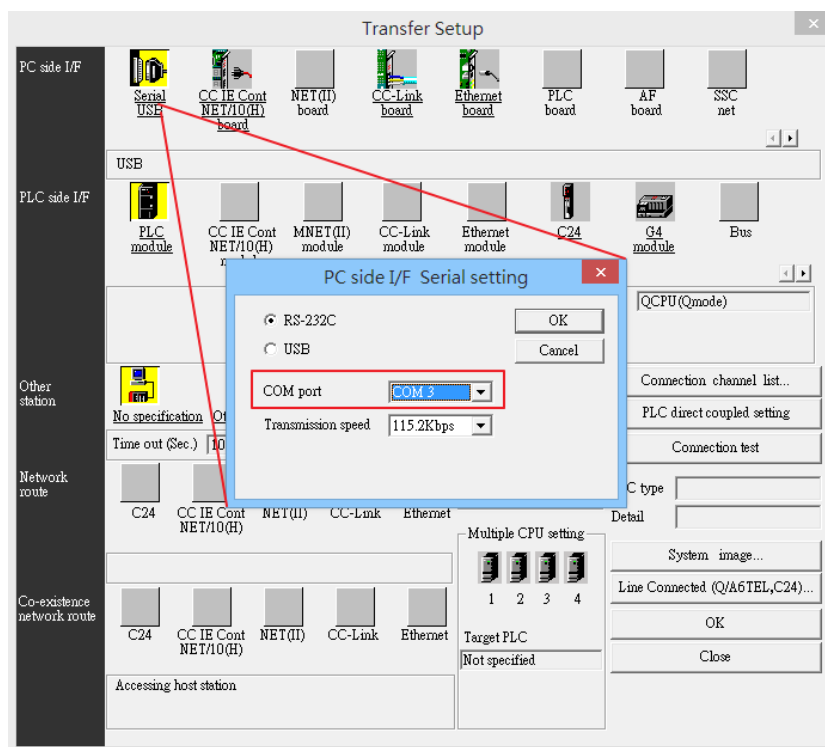 Transfer Setup
PC side I/F
Serial
USB
CC IE Cont
NET/10(H)
board
NET(II)
board
CC-Link
board
Ethernet
board
PLC
board
AF
board
SSC
net
USB
PLC side I/F
PLC
module
CC IE Cont
NET/10(H)
MNET(II)
module
CC-Link
module
Ethernet
module
C24
G4
module
Bus
PC side I/F Serial setting
RS-232C
OK
USB
Cancel
COM port
COM 3
Transmission speed
115.2Kbps
QCPU(Qmode)
Other
station
No specification
Time out (Sec.)
10
Connection channel list...
PLC direct coupled setting
Connection test
C type
Detail
System image...
Line Connected (Q/A6TEL,C24)...
OK
Close
Network
route
C24
CC IE Cont
NET/10(H)
NET(II)
CC-Link
Ethernet
Multiple CPU setting
1 2 3 4
Target PLC
Not specified
Co-existence
network route
C24
CC IE Cont
NET/10(H)
NET(II)
CC-Link
Ethernet
Accessing host station